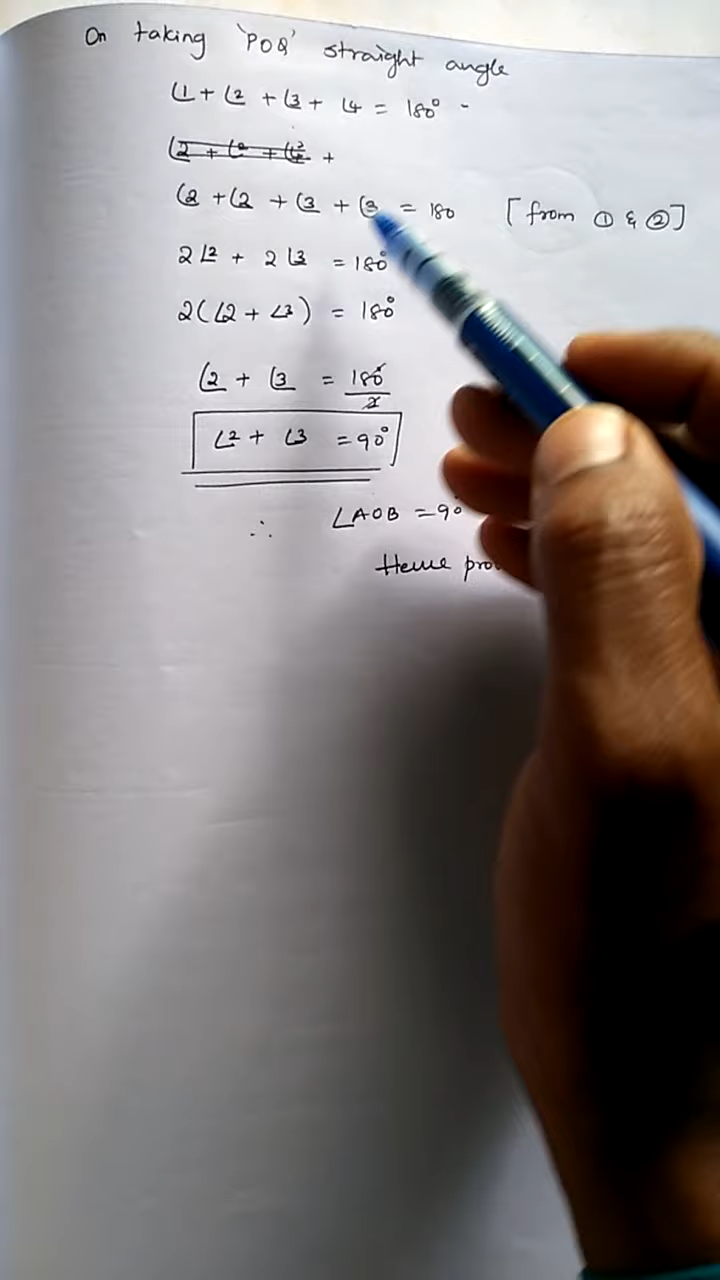 On taking 'POQ' straight angle
∠1 + ∠2 + ∠3 + ∠4 = 180° -
∠2 + ∠2 + ∠3 + ∠3 = 180 [from ① & ②]
2∠2 + 2∠3 = 180°
2(∠2 + ∠3) = 180°
∠2 + ∠3 = 180°/2
∠2 + ∠3 = 90°
∴ ∠AOB = 90°
Hence pro